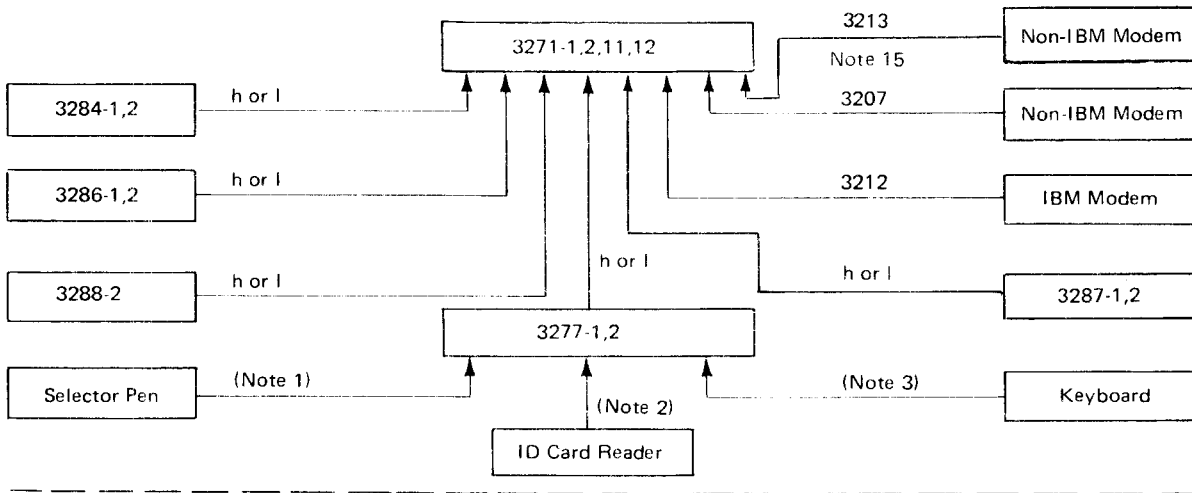 3271-1,2,11,12
3213
Non-IBM Modem
Note 15
3284-1,2
h or l
3207
Non-IBM Modem
3286-1,2
h or l
3212
IBM Modem
h or l
3288-2
h or l
h or l
3287-1,2
3277-1,2
Selector Pen
(Note 1)
(Note 2)
(Note 3)
Keyboard
ID Card Reader